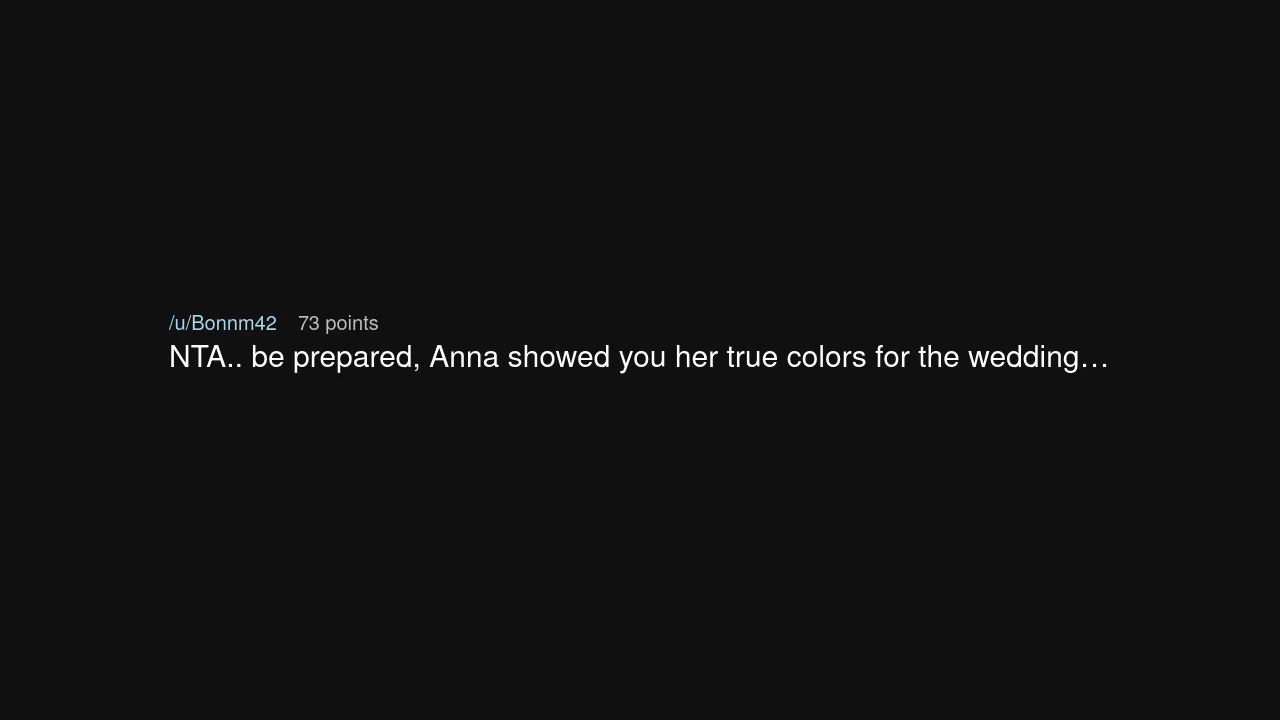 /u/Bonnm42 73 points
NTA.. be prepared, Anna showed you her true colors for the wedding…